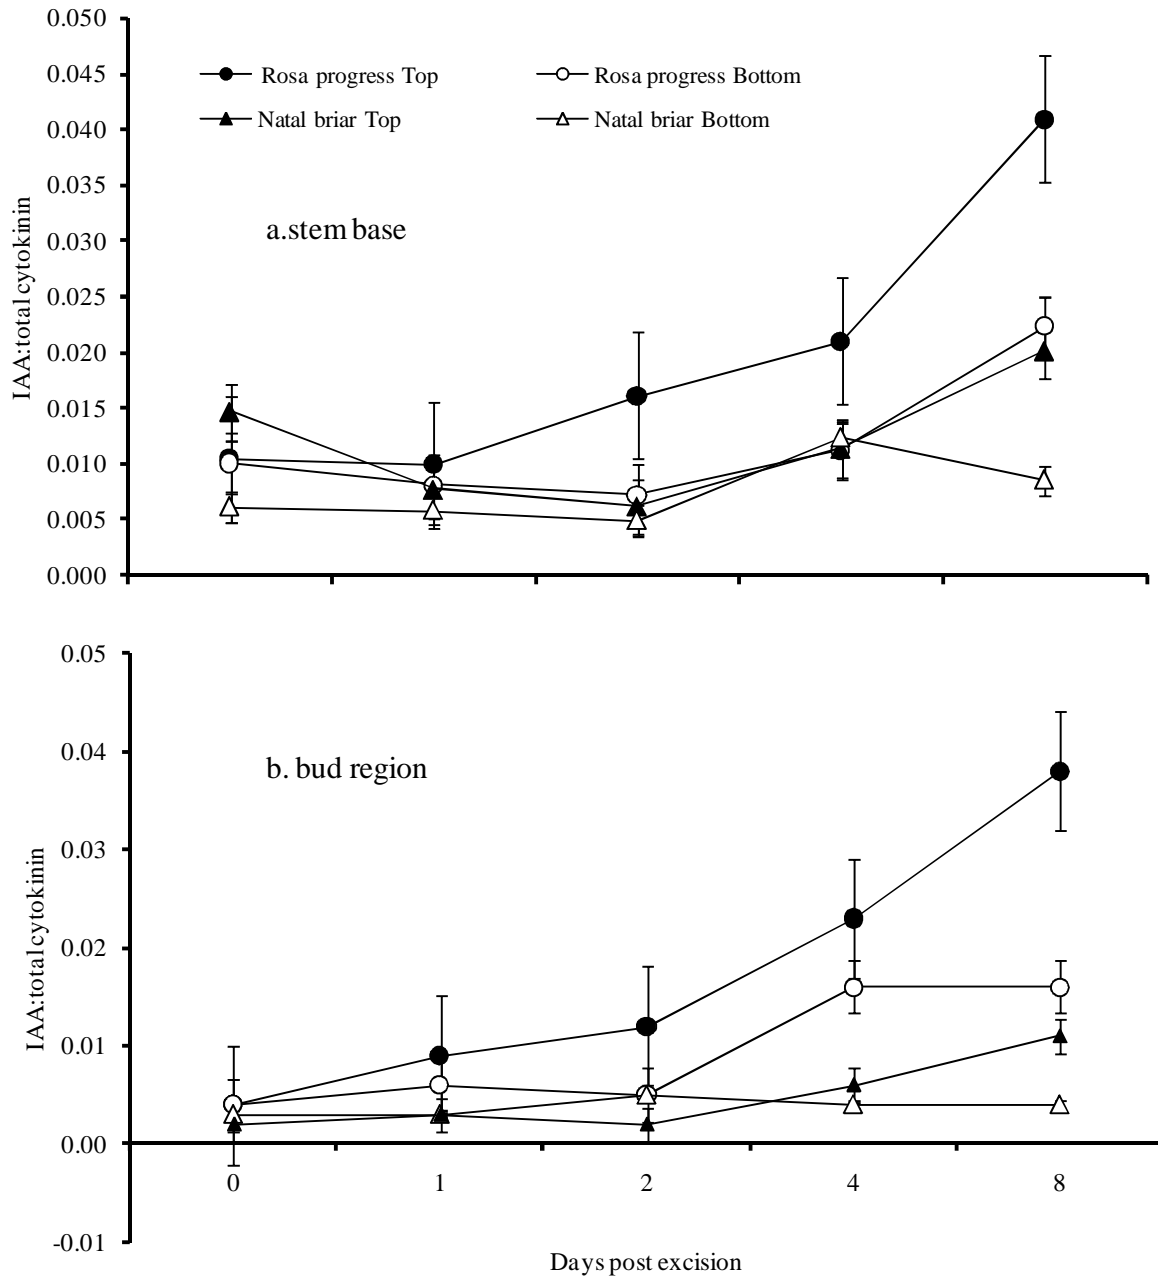 0.050
0.045
0.040
0.035
0.030
0.025
0.020
0.015
0.010
0.005
0.000
IAA:total cytokinin
Rosa progress Top
Rosa progress Bottom
Natal briar Top
Natal briar Bottom
a.stem base
0.05
0.04
0.03
0.02
0.01
0.00
-0.01
IAA:total cytokinin
b. bud region
0 1 2 4 8
Days post excision